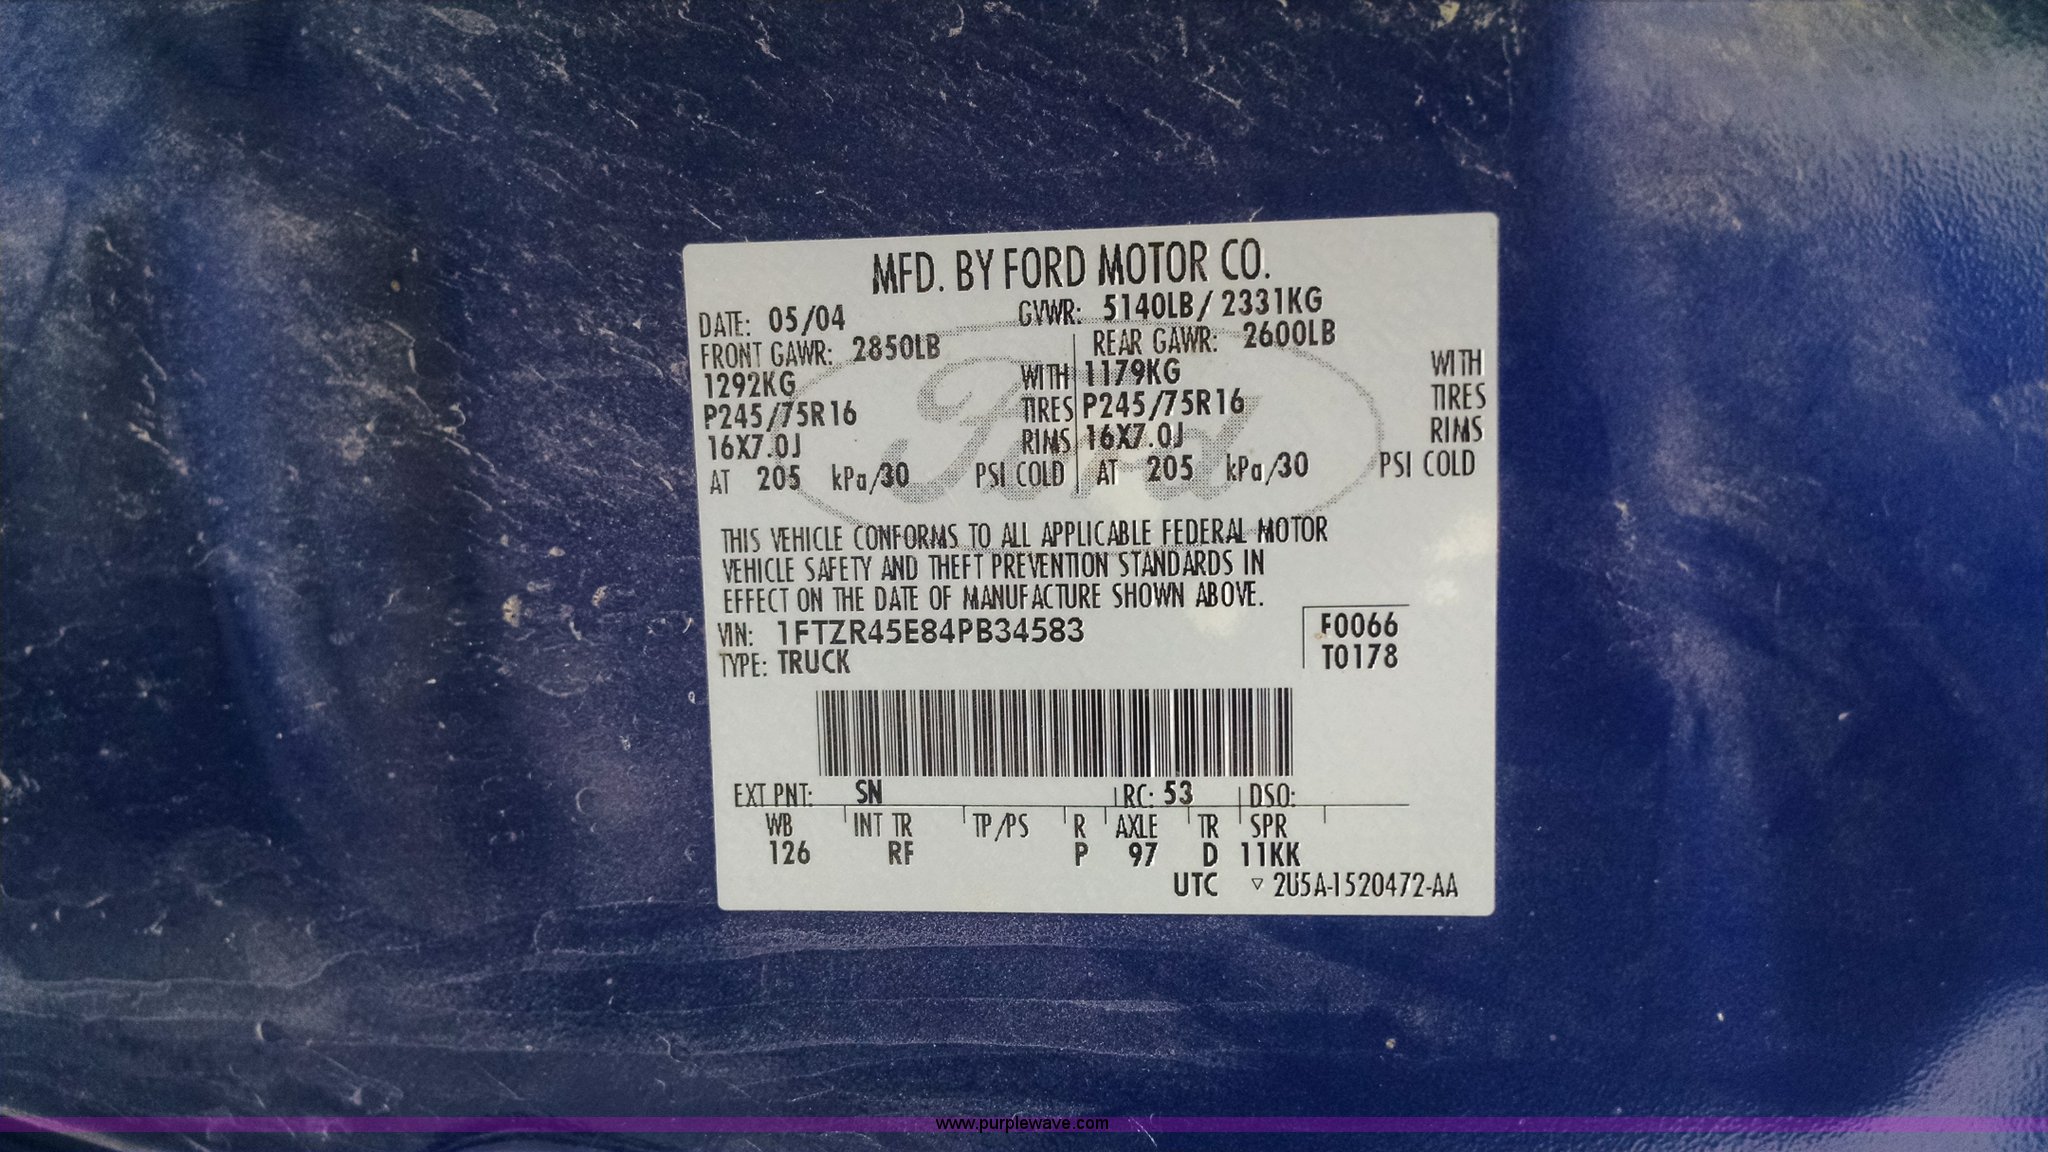 MFD. BY FORD MOTOR CO.
DATE: 05/04 GVWR: 5140LB / 2331KG
FRONT GAWR: 2850LB REAR GAWR: 2600LB
1292KG WITH 1179KG WITH
P245/75R16 TIRES P245/75R16 TIRES
16X7.0J RIMS 16X7.0J RIMS
AT 205 kPa/30 PSI COLD AT 205 kPa/30 PSI COLD
Ford
THIS VEHICLE CONFORMS TO ALL APPLICABLE FEDERAL MOTOR
VEHICLE SAFETY AND THEFT PREVENTION STANDARDS IN
EFFECT ON THE DATE OF MANUFACTURE SHOWN ABOVE.
VIN: 1FTZR45E84PB34583 F0066
TYPE: TRUCK T0178
EXT PNT: SN RC: 53 DSO:
WB INT TR TP/PS R AXLE TR SPR
126 RF P 97 D 11KK
UTC ▽ 2U5A-1520472-AA
www.purplewave.com